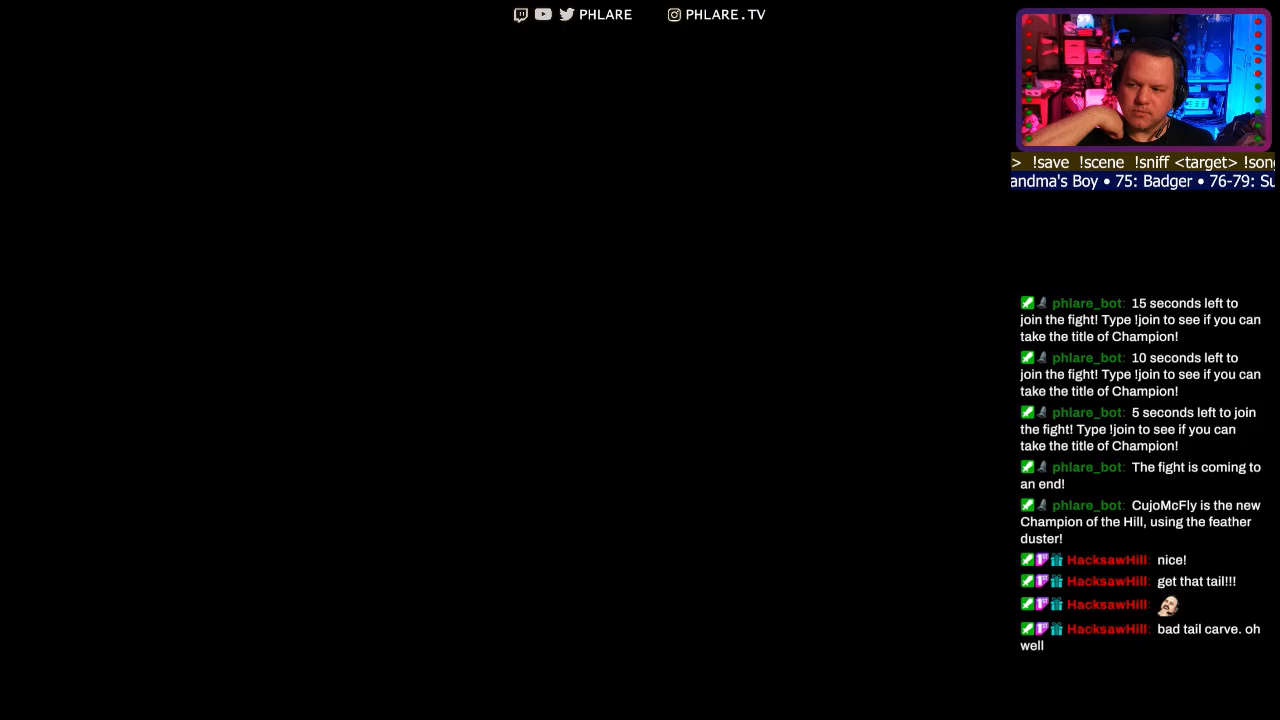 PHLARE PHLARE.TV
> !save !scene !sniff <target> !song
andma's Boy • 75: Badger • 76-79: Su
phlare_bot: 15 seconds left to
join the fight! Type !join to see if you can
take the title of Champion!
phlare_bot: 10 seconds left to
join the fight! Type !join to see if you can
take the title of Champion!
phlare_bot: 5 seconds left to join
the fight! Type !join to see if you can
take the title of Champion!
phlare_bot: The fight is coming to
an end!
phlare_bot: CujoMcFly is the new
Champion of the Hill, using the feather
duster!
HacksawHill: nice!
HacksawHill: get that tail!!!
HacksawHill:
HacksawHill: bad tail carve. oh
well